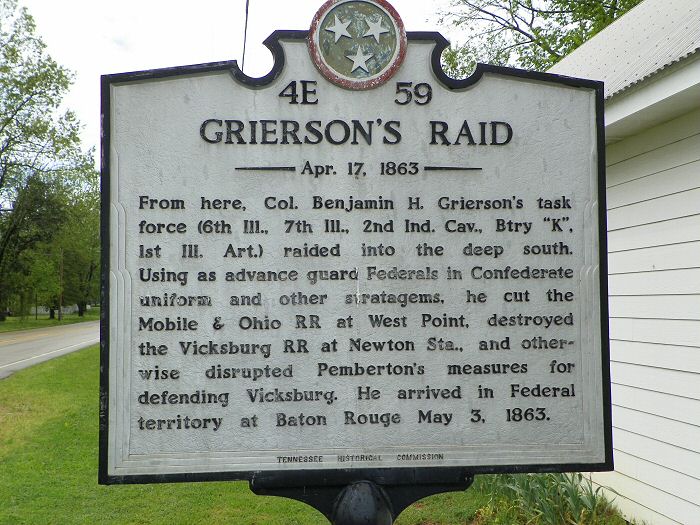 4E 59
GRIERSON'S RAID
Apr. 17, 1863
From here, Col. Benjamin H. Grierson's task
force (6th Ill., 7th Ill., 2nd Ind. Cav., Btry "K",
1st Ill. Art.) raided into the deep south.
Using as advance guard Federals in Confederate
uniform and other stratagems, he cut the
Mobile & Ohio RR at West Point, destroyed
the Vicksburg RR at Newton Sta., and other-
wise disrupted Pemberton's measures for
defending Vicksburg. He arrived in Federal
territory at Baton Rouge May 3, 1863.
TENNESSEE HISTORICAL COMMISSION